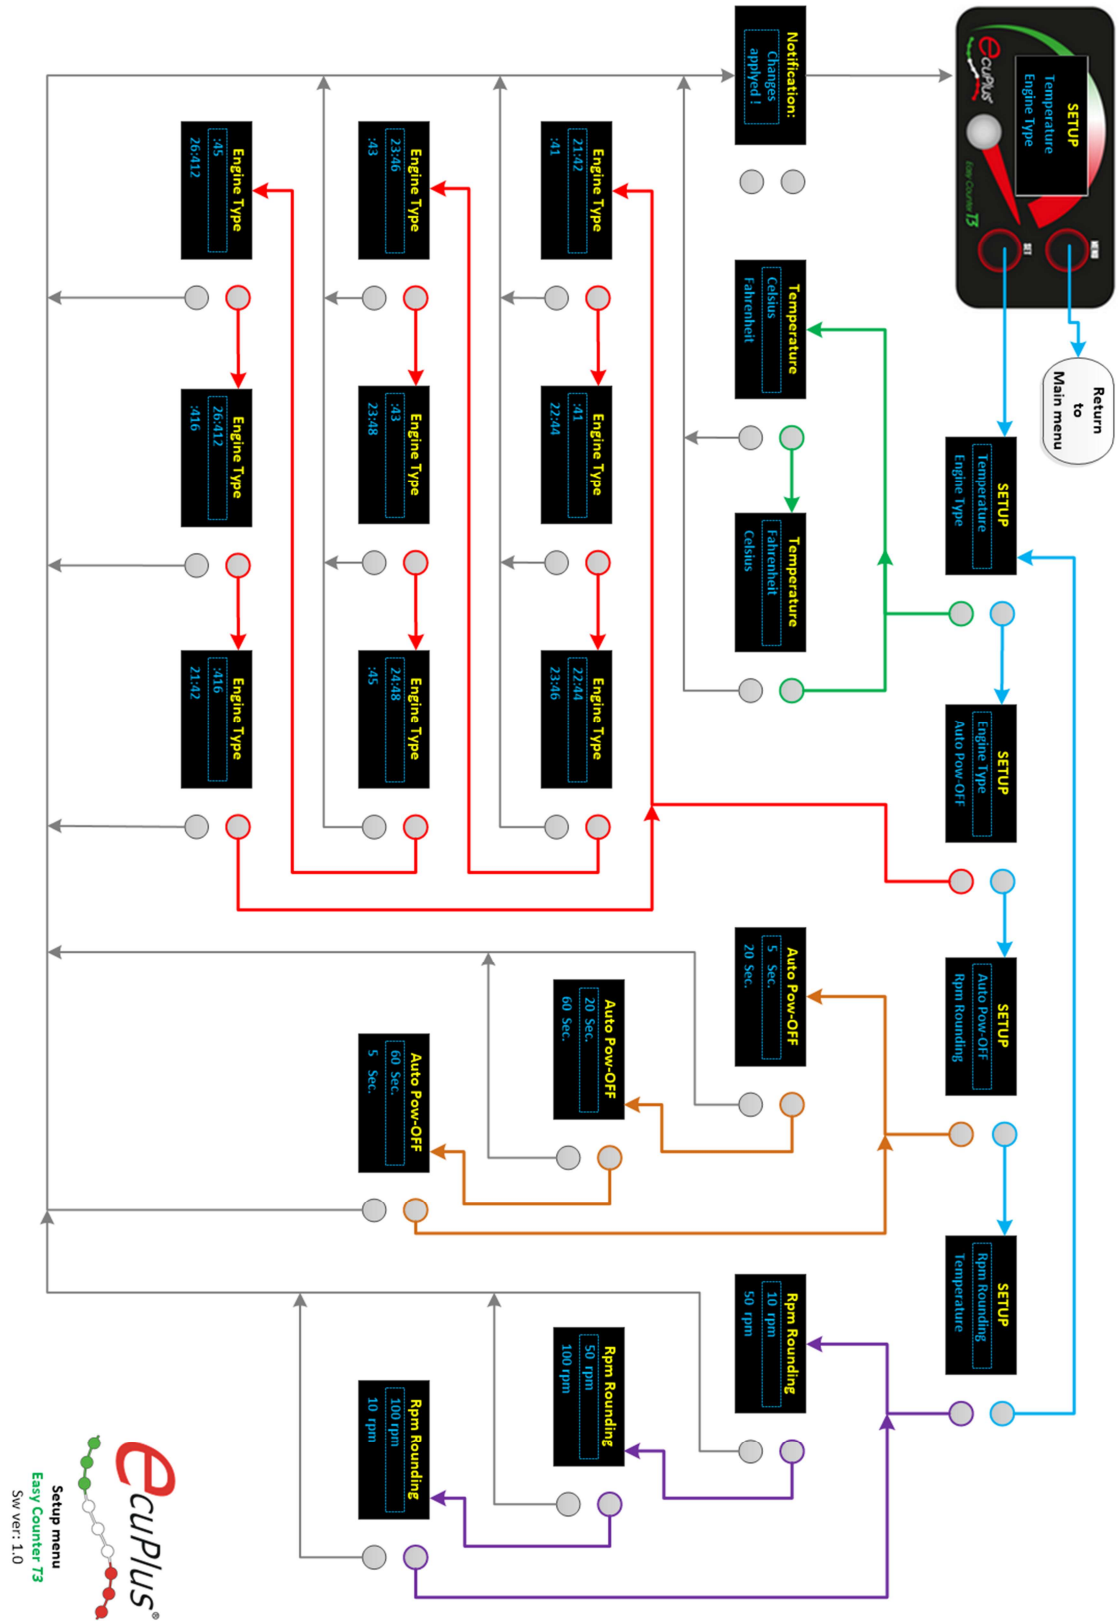 SETUP
Temperature
Engine Type
ecuPlus®
Easy Counter T3
MENU
SET
Return
to
Main menu
SETUP
Temperature
Engine Type
SETUP
Engine Type
Auto Pow-OFF
SETUP
Auto Pow-OFF
Rpm Rounding
SETUP
Rpm Rounding
Temperature
Notification:
Changes
applyed !
Temperature
Celsius
Fahrenheit
Temperature
Fahrenheit
Celsius
Auto Pow-OFF
5 Sec.
20 Sec.
Rpm Rounding
10 rpm
50 rpm
Engine Type
21:42
:41
Engine Type
:41
22:44
Engine Type
22:44
23:46
Auto Pow-OFF
20 Sec.
60 Sec.
Rpm Rounding
50 rpm
100 rpm
Engine Type
23:46
:43
Engine Type
:43
23:48
Engine Type
24:48
:45
Auto Pow-OFF
60 Sec.
5 Sec.
Rpm Rounding
100 rpm
10 rpm
Engine Type
:45
26:412
Engine Type
26:412
:416
Engine Type
:416
21:42
ecuPlus®
Setup menu
Easy Counter T3
Sw ver: 1.0